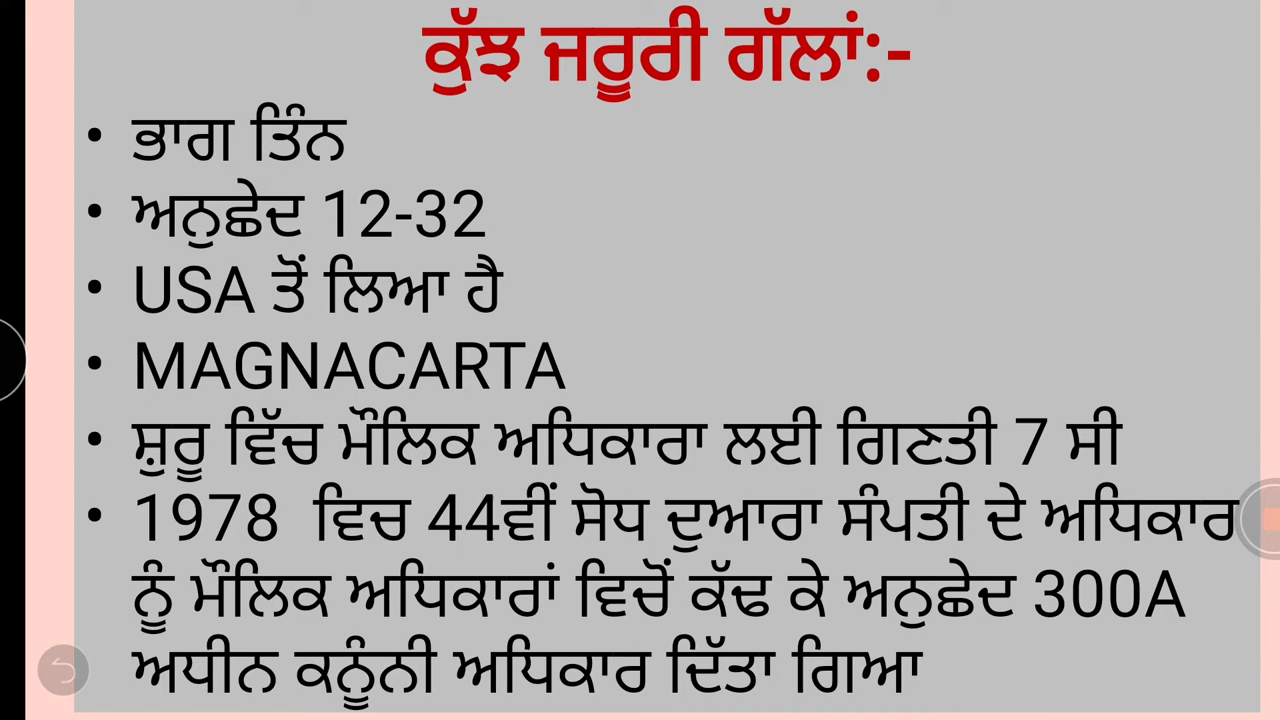 ਕੁੱਝ ਜਰੂਰੀ ਗੱਲਾਂ:-
• ਭਾਗ ਤਿੰਨ
• ਅਨੁਛੇਦ 12-32
• USA ਤੋਂ ਲਿਆ ਹੈ
• MAGNACARTA
• ਸ਼ੁਰੂ ਵਿੱਚ ਮੌਲਿਕ ਅਧਿਕਾਰਾ ਲਈ ਗਿਣਤੀ 7 ਸੀ
• 1978 ਵਿਚ 44ਵੀਂ ਸੋਧ ਦੁਆਰਾ ਸੰਪਤੀ ਦੇ ਅਧਿਕਾਰ
ਨੂੰ ਮੌਲਿਕ ਅਧਿਕਾਰਾਂ ਵਿਚੋਂ ਕੱਢ ਕੇ ਅਨੁਛੇਦ 300A
ਅਧੀਨ ਕਨੂੰਨੀ ਅਧਿਕਾਰ ਦਿੱਤਾ ਗਿਆ